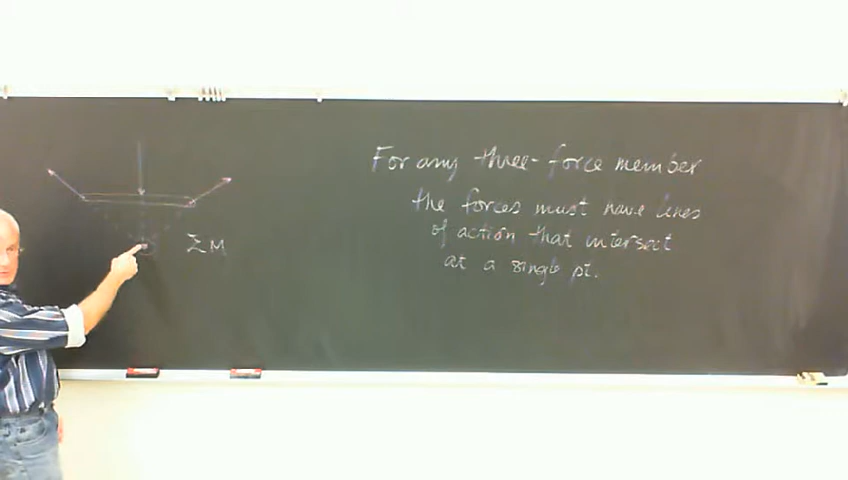 For any three-force member
the forces must have lines
of action that intersect
at a single pt.
ΣM